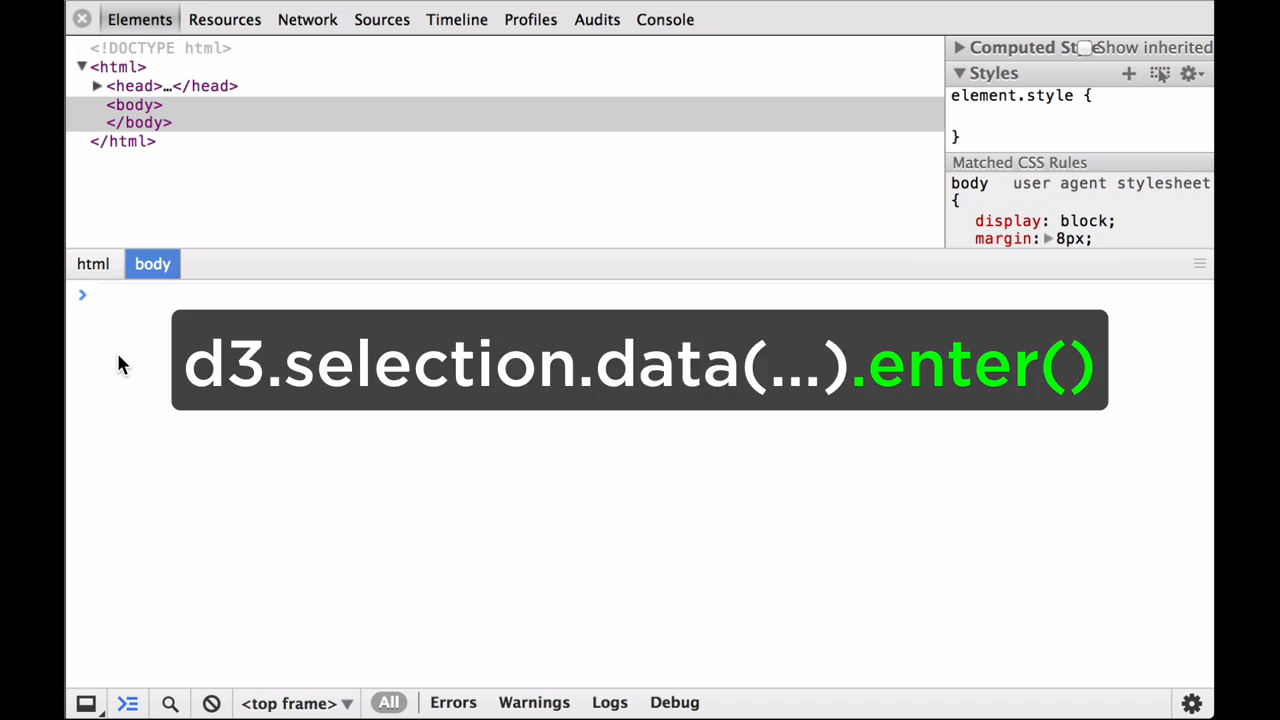 Elements Resources Network Sources Timeline Profiles Audits Console
<!DOCTYPE html>
<html>
<head>…</head>
<body>
</body>
</html>
Computed Style Show inherited
Styles
element.style {
}
Matched CSS Rules
body user agent stylesheet
{
display: block;
margin: 8px;
html body
d3.selection.data(...).enter()
<top frame> All Errors Warnings Logs Debug